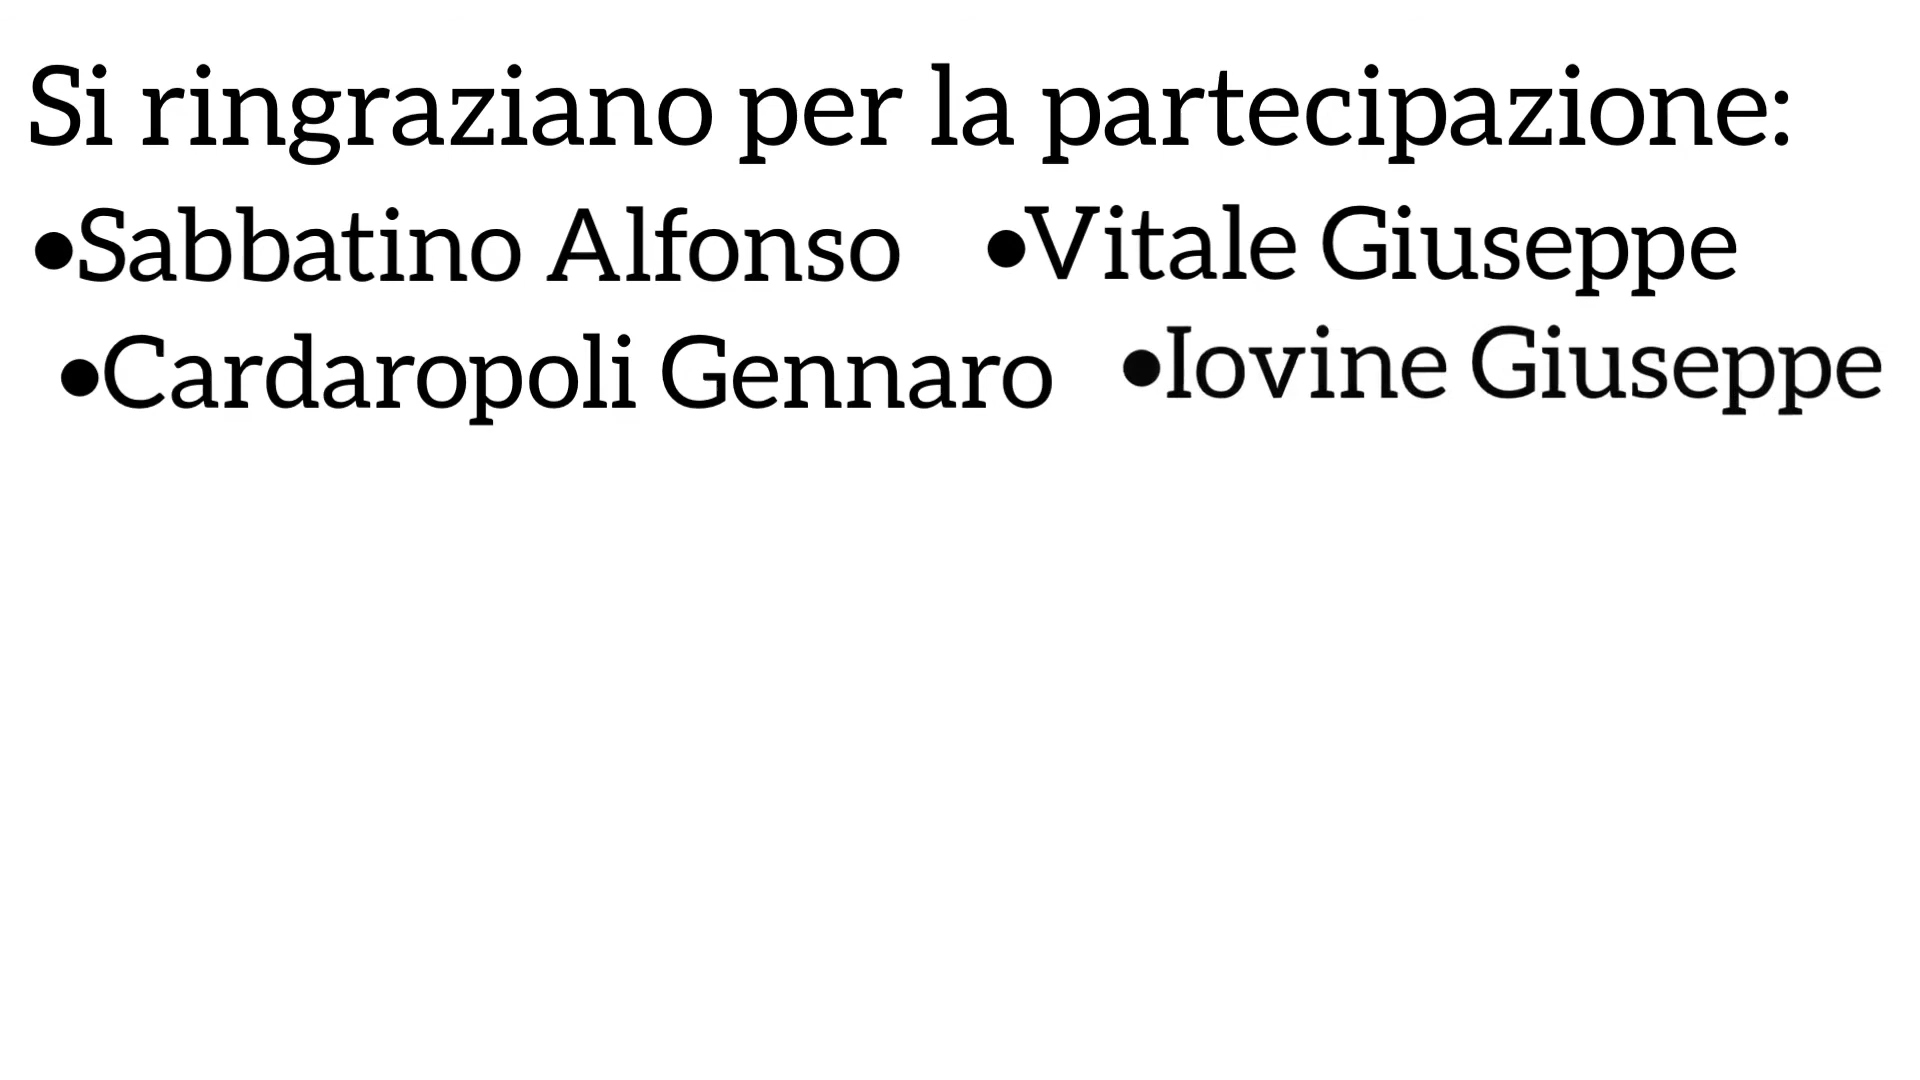 Si ringraziano per la partecipazione:
•Sabbatino Alfonso •Vitale Giuseppe
•Cardaropoli Gennaro •Iovine Giuseppe